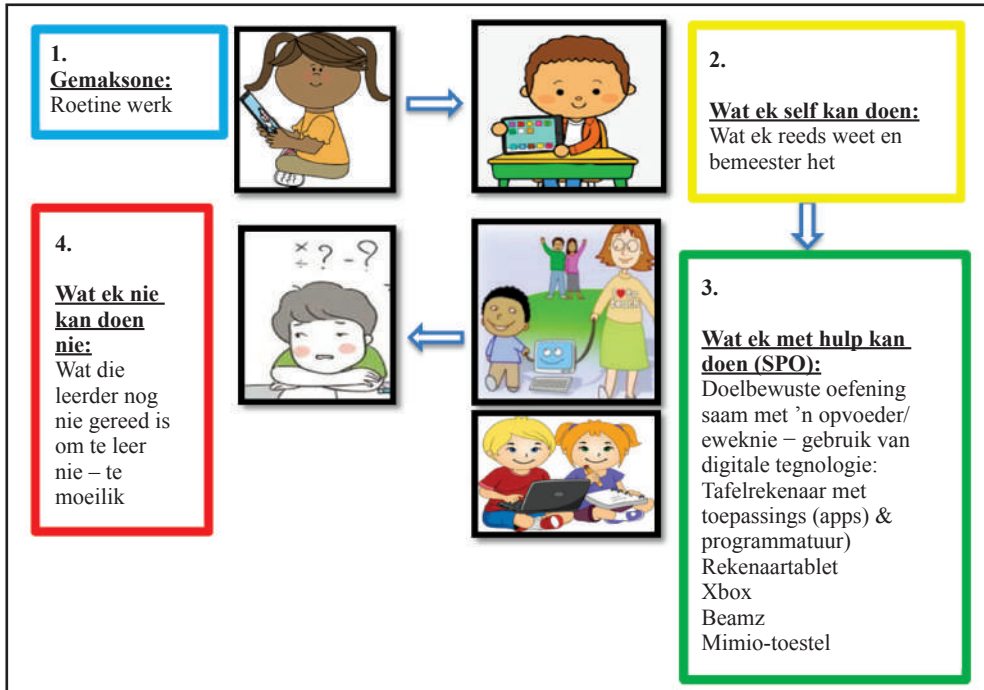 1.
Gemaksone:
Roetine werk
2.
Wat ek self kan doen:
Wat ek reeds weet en
bemeester het
3.
Wat ek met hulp kan
doen (SPO):
Doelbewuste oefening
saam met ’n opvoeder/
eweknie – gebruik van
digitale tegnologie:
Tafelrekenaar met
toepassings (apps) &
programmatuur)
Rekenaartablet
Xbox
Beamz
Mimio-toestel
4.
Wat ek nie
kan doen
nie:
Wat die
leerder nog
nie gereed is
om te leer
nie – te
moeilik
× ? - ?
÷